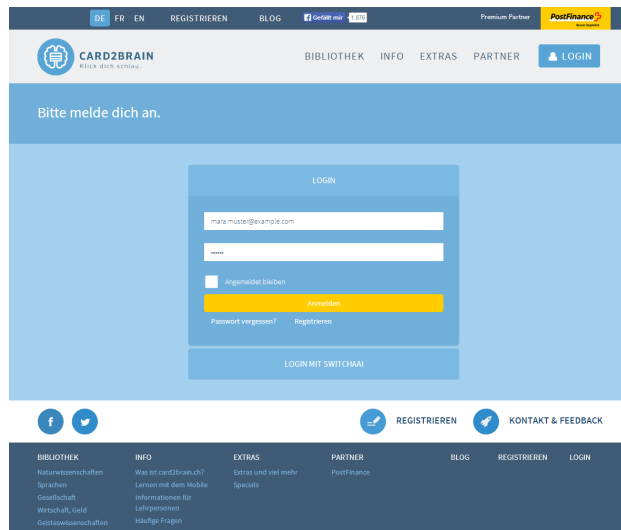 DE FR EN REGISTRIEREN BLOG Gefällt mir 1.976 Premium Partner PostFinance
CARD2BRAIN
Klick dich schlau.
BIBLIOTHEK INFO EXTRAS PARTNER LOGIN
Bitte melde dich an.
LOGIN
mara.muster@example.com
••••••
Angemeldet bleiben
Anmelden
Passwort vergessen? Registrieren
LOGIN MIT SWITCHAAI
REGISTRIEREN KONTAKT & FEEDBACK
BIBLIOTHEK INFO EXTRAS PARTNER BLOG REGISTRIEREN LOGIN
Naturwissenschaften Was ist card2brain.ch? Extras und viel mehr PostFinance
Sprachen Lernen mit dem Mobile Specials
Gesellschaft Informationen für
Wirtschaft, Geld Lehrpersonen
Geisteswissenschaften Häufige Fragen